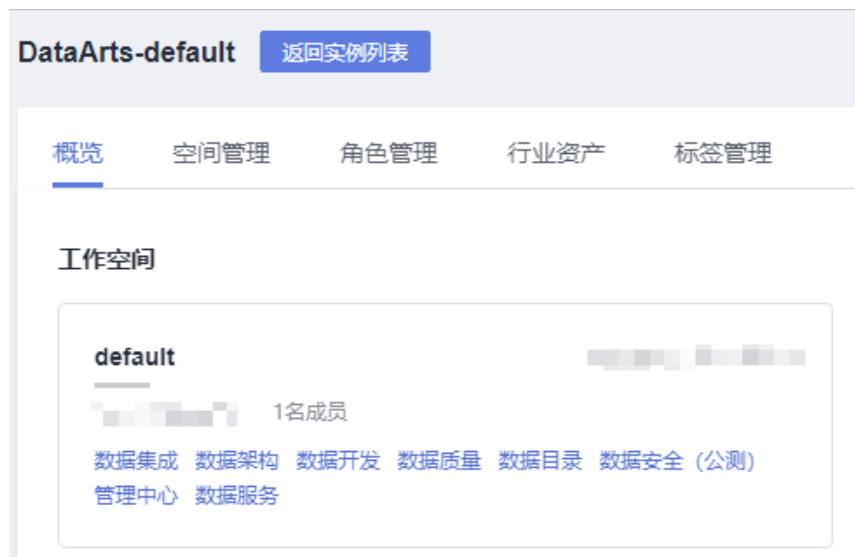 DataArts-default 返回实例列表
概览 空间管理 角色管理 行业资产 标签管理
工作空间
default
1名成员
数据集成 数据架构 数据开发 数据质量 数据目录 数据安全（公测）
管理中心 数据服务